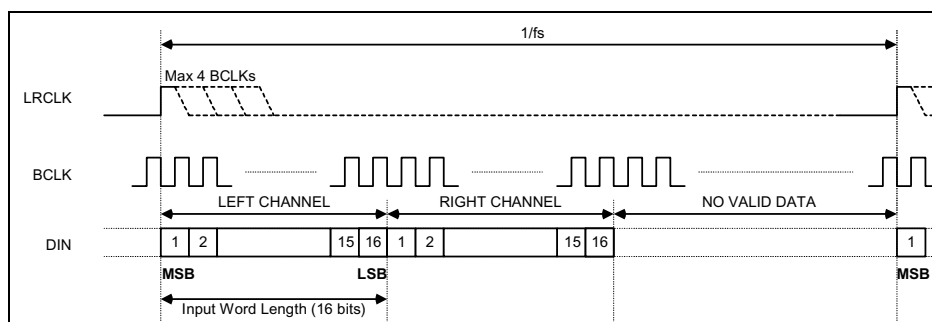 1/fs
Max 4 BCLKs
LRCLK
BCLK
LEFT CHANNEL RIGHT CHANNEL NO VALID DATA
DIN 1 2 15 16 1 2 15 16 1
MSB LSB MSB
Input Word Length (16 bits)